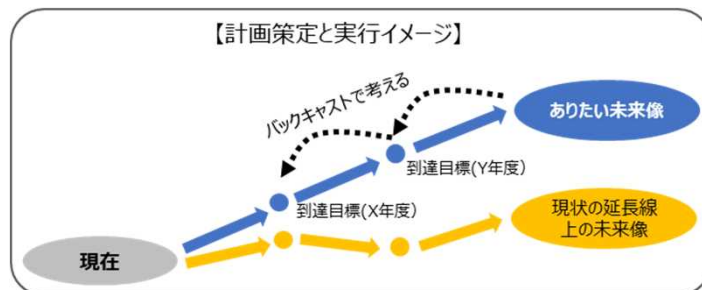 【計画策定と実行イメージ】
バックキャストで考える
ありたい未来像
到達目標(Y年度)
到達目標(X年度)
現状の延長線
上の未来像
現在